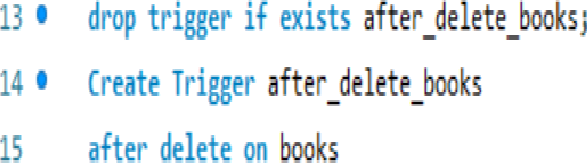 13 drop trigger if exists after_delete_books;
14 Create Trigger after_delete_books
15 after delete on books